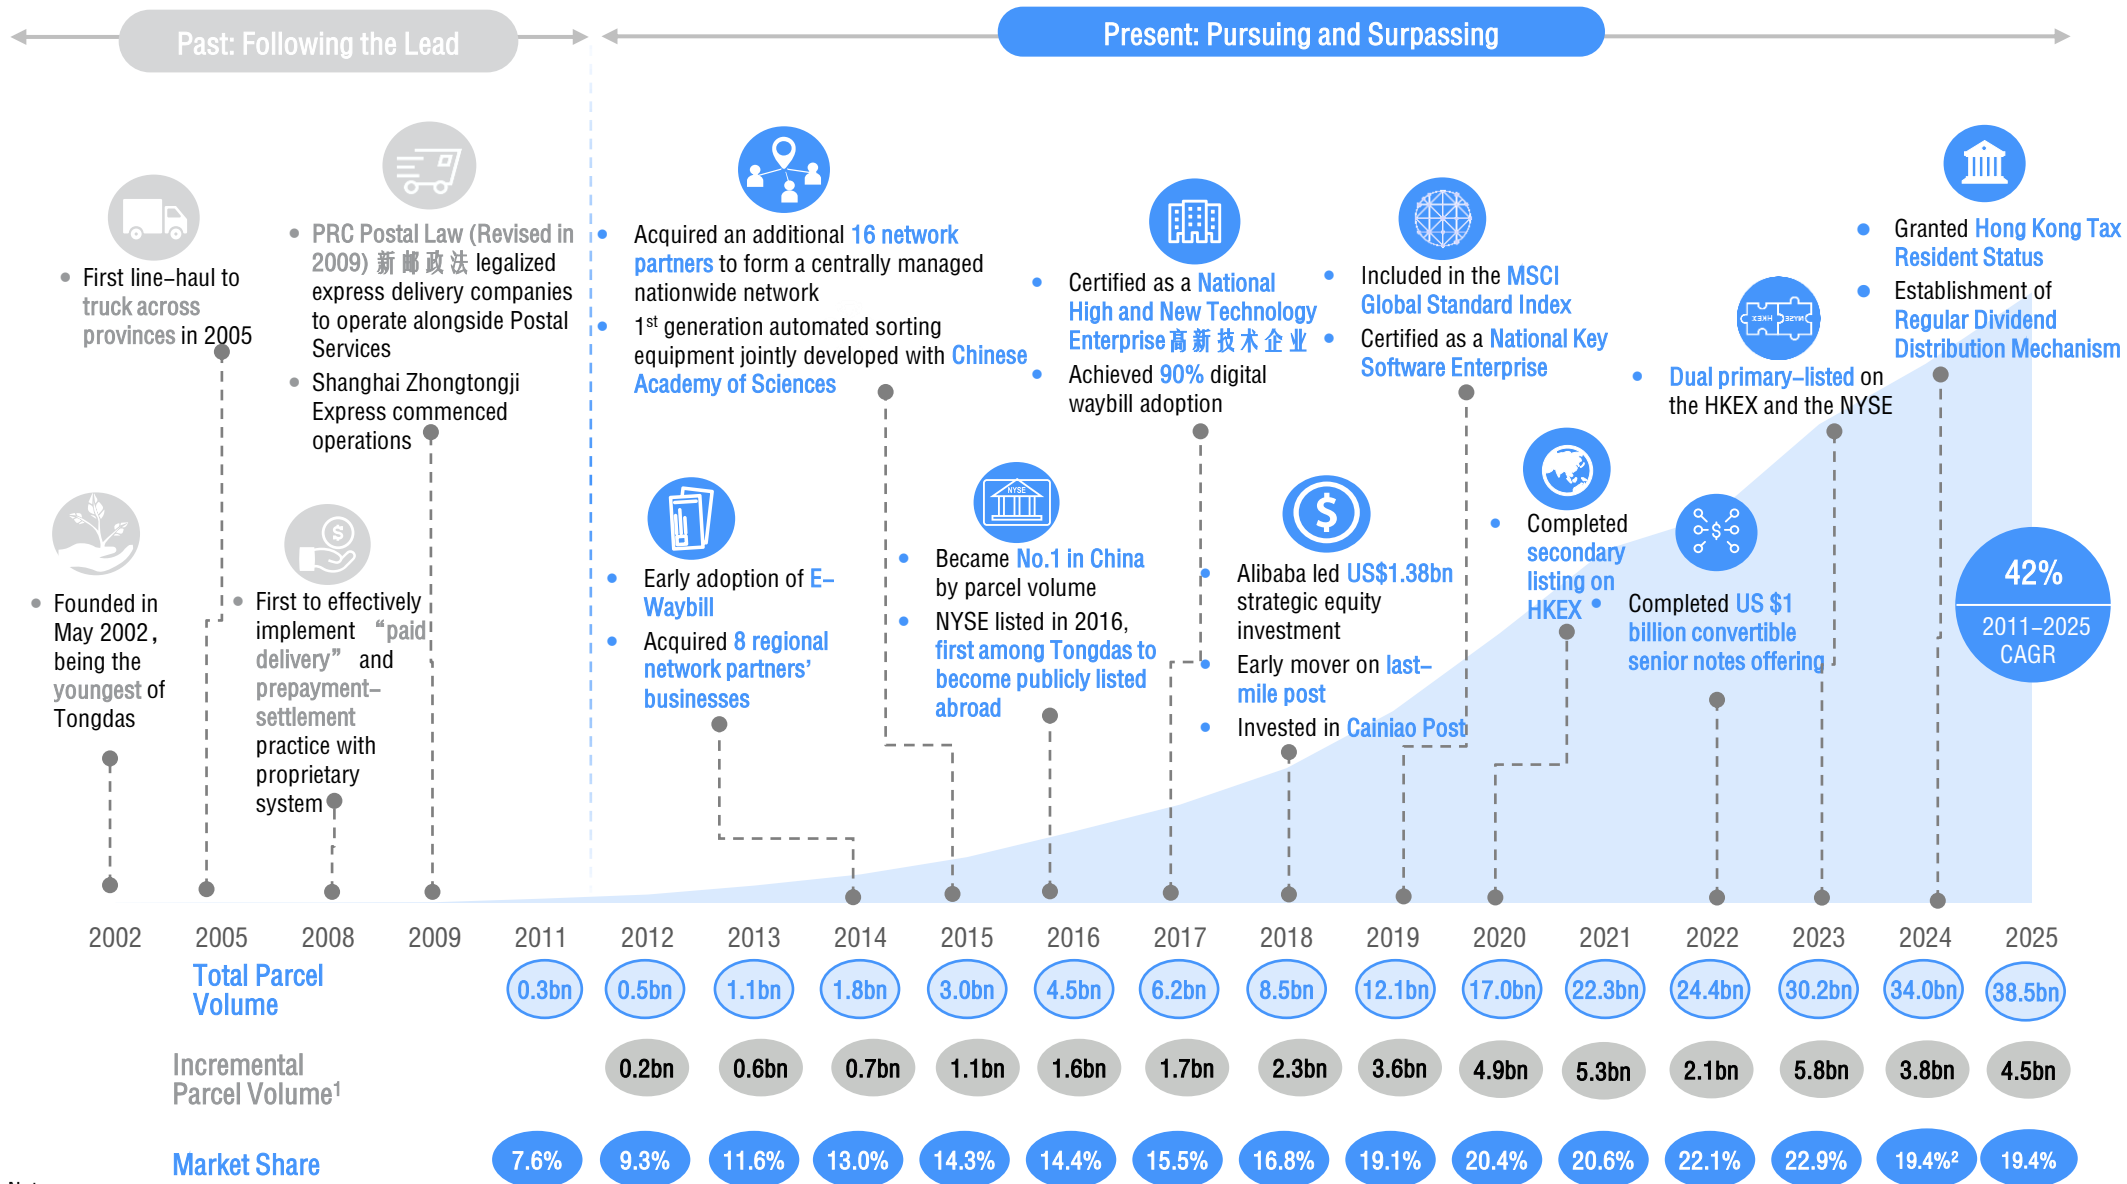 Past: Following the Lead
Present: Pursuing and Surpassing
• First line-haul to
truck across
provinces in 2005
• PRC Postal Law (Revised in
2009) 新邮政法 legalized
express delivery companies
to operate alongside Postal
Services
• Shanghai Zhongtongji
Express commenced
operations
• Founded in
May 2002,
being the
youngest of
Tongdas
• First to effectively
implement “paid
delivery” and
prepayment-
settlement
practice with
proprietary
system
• Acquired an additional 16 network
partners to form a centrally managed
nationwide network
• 1st generation automated sorting
equipment jointly developed with Chinese
Academy of Sciences
• Early adoption of E-
Waybill
• Acquired 8 regional
network partners’
businesses
NYSE
• Became No.1 in China
by parcel volume
• NYSE listed in 2016,
first among Tongdas to
become publicly listed
abroad
• Certified as a National
High and New Technology
Enterprise高新技术企业
• Achieved 90% digital
waybill adoption
$
• Alibaba led US$1.38bn
strategic equity
investment
• Early mover on last-
mile post
• Invested in Cainiao Post
• Included in the MSCI
Global Standard Index
• Certified as a National Key
Software Enterprise
• Completed
secondary
listing on
HKEX
$
• Completed US $1
billion convertible
senior notes offering
HKEX NYSE
• Dual primary-listed on
the HKEX and the NYSE
• Granted Hong Kong Tax
Resident Status
• Establishment of
Regular Dividend
Distribution Mechanism
42%
2011-2025
CAGR
2002 2005 2008 2009 2011 2012 2013 2014 2015 2016 2017 2018 2019 2020 2021 2022 2023 2024 2025
Total Parcel
Volume
0.3bn 0.5bn 1.1bn 1.8bn 3.0bn 4.5bn 6.2bn 8.5bn 12.1bn 17.0bn 22.3bn 24.4bn 30.2bn 34.0bn 38.5bn
Incremental
Parcel Volume1
0.2bn 0.6bn 0.7bn 1.1bn 1.6bn 1.7bn 2.3bn 3.6bn 4.9bn 5.3bn 2.1bn 5.8bn 3.8bn 4.5bn
Market Share
7.6% 9.3% 11.6% 13.0% 14.3% 14.4% 15.5% 16.8% 19.1% 20.4% 20.6% 22.1% 22.9% 19.4%2 19.4%